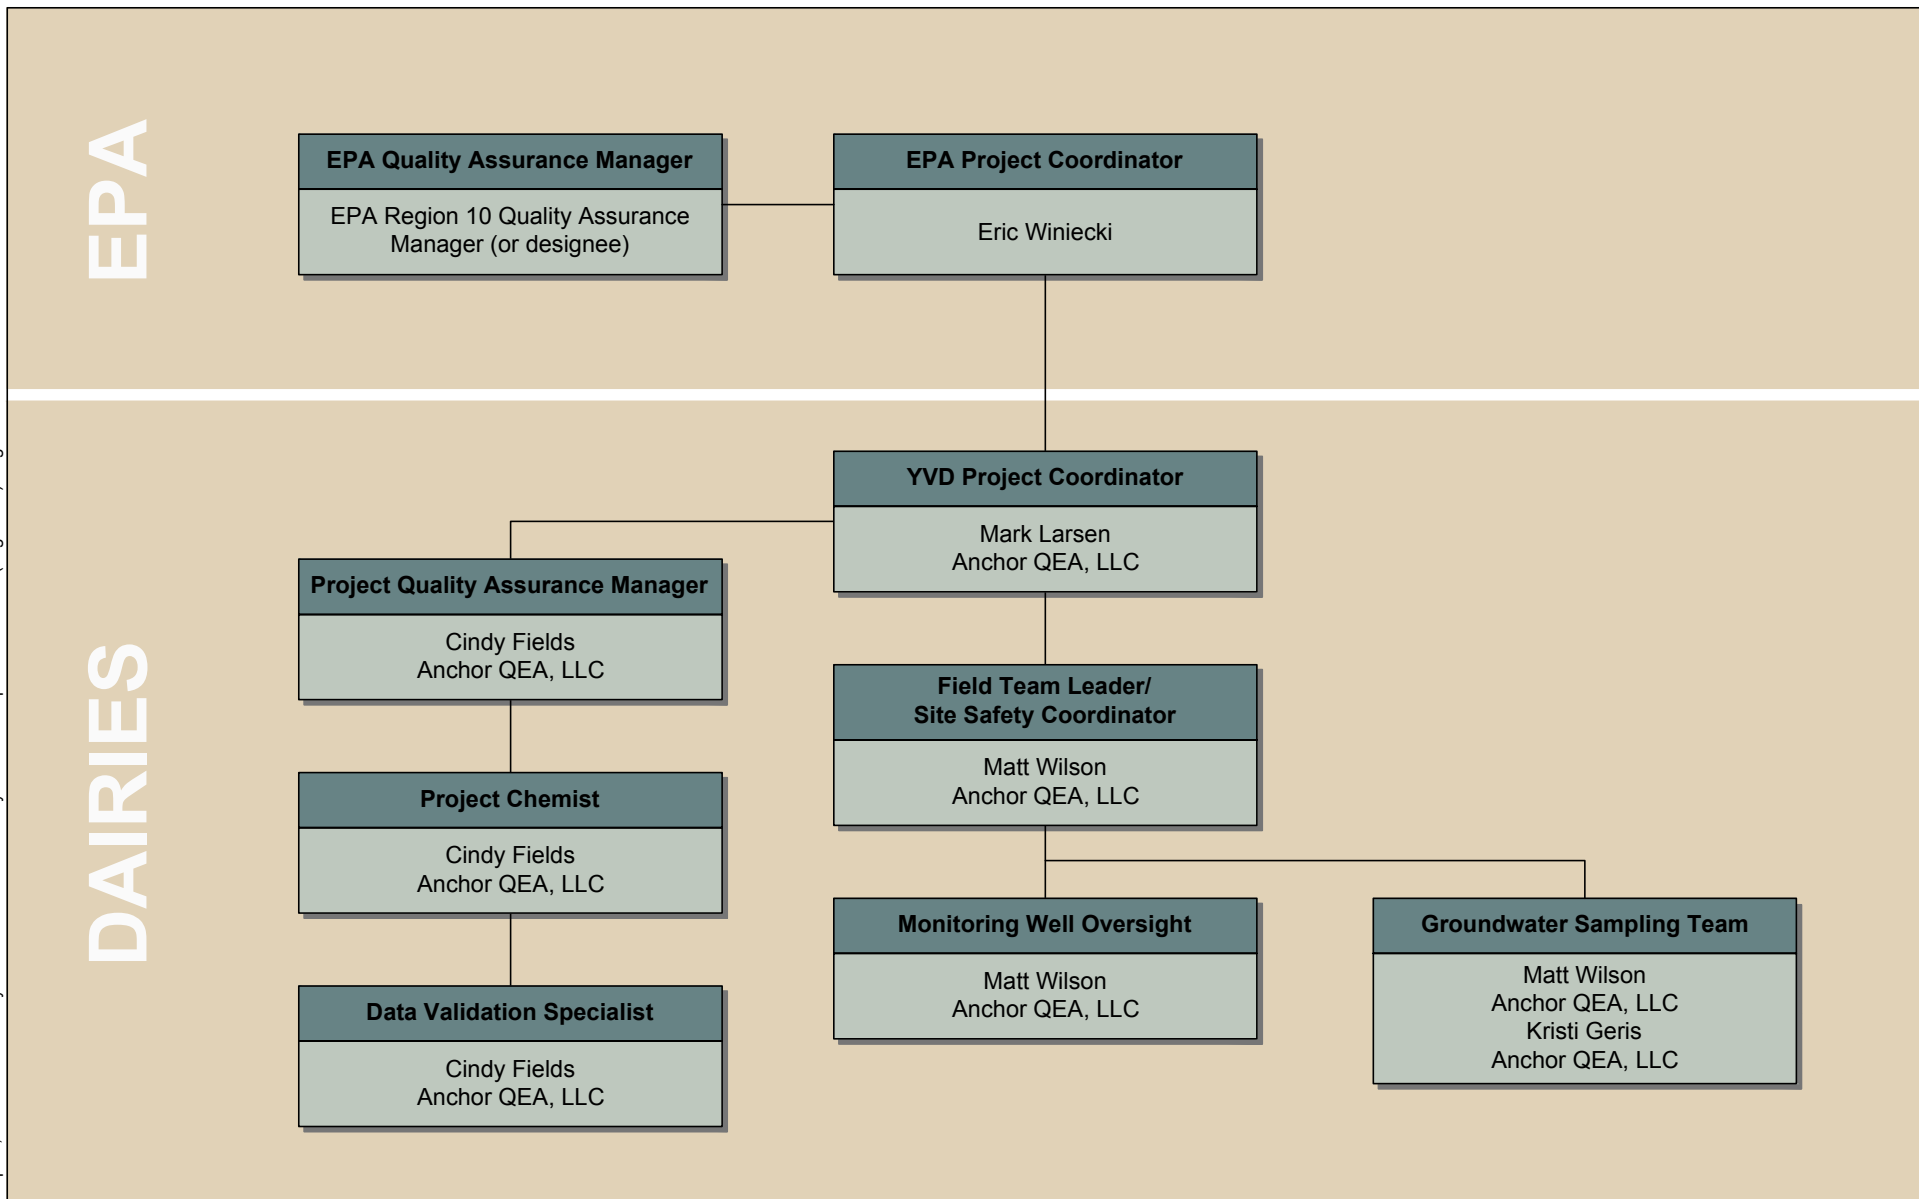 EPA
EPA Quality Assurance Manager
EPA Region 10 Quality Assurance
Manager (or designee)
EPA Project Coordinator
Eric Winiecki
DAIRIES
YVD Project Coordinator
Mark Larsen
Anchor QEA, LLC
Project Quality Assurance Manager
Cindy Fields
Anchor QEA, LLC
Project Chemist
Cindy Fields
Anchor QEA, LLC
Data Validation Specialist
Cindy Fields
Anchor QEA, LLC
Field Team Leader/
Site Safety Coordinator
Matt Wilson
Anchor QEA, LLC
Monitoring Well Oversight
Matt Wilson
Anchor QEA, LLC
Groundwater Sampling Team
Matt Wilson
Anchor QEA, LLC
Kristi Geris
Anchor QEA, LLC